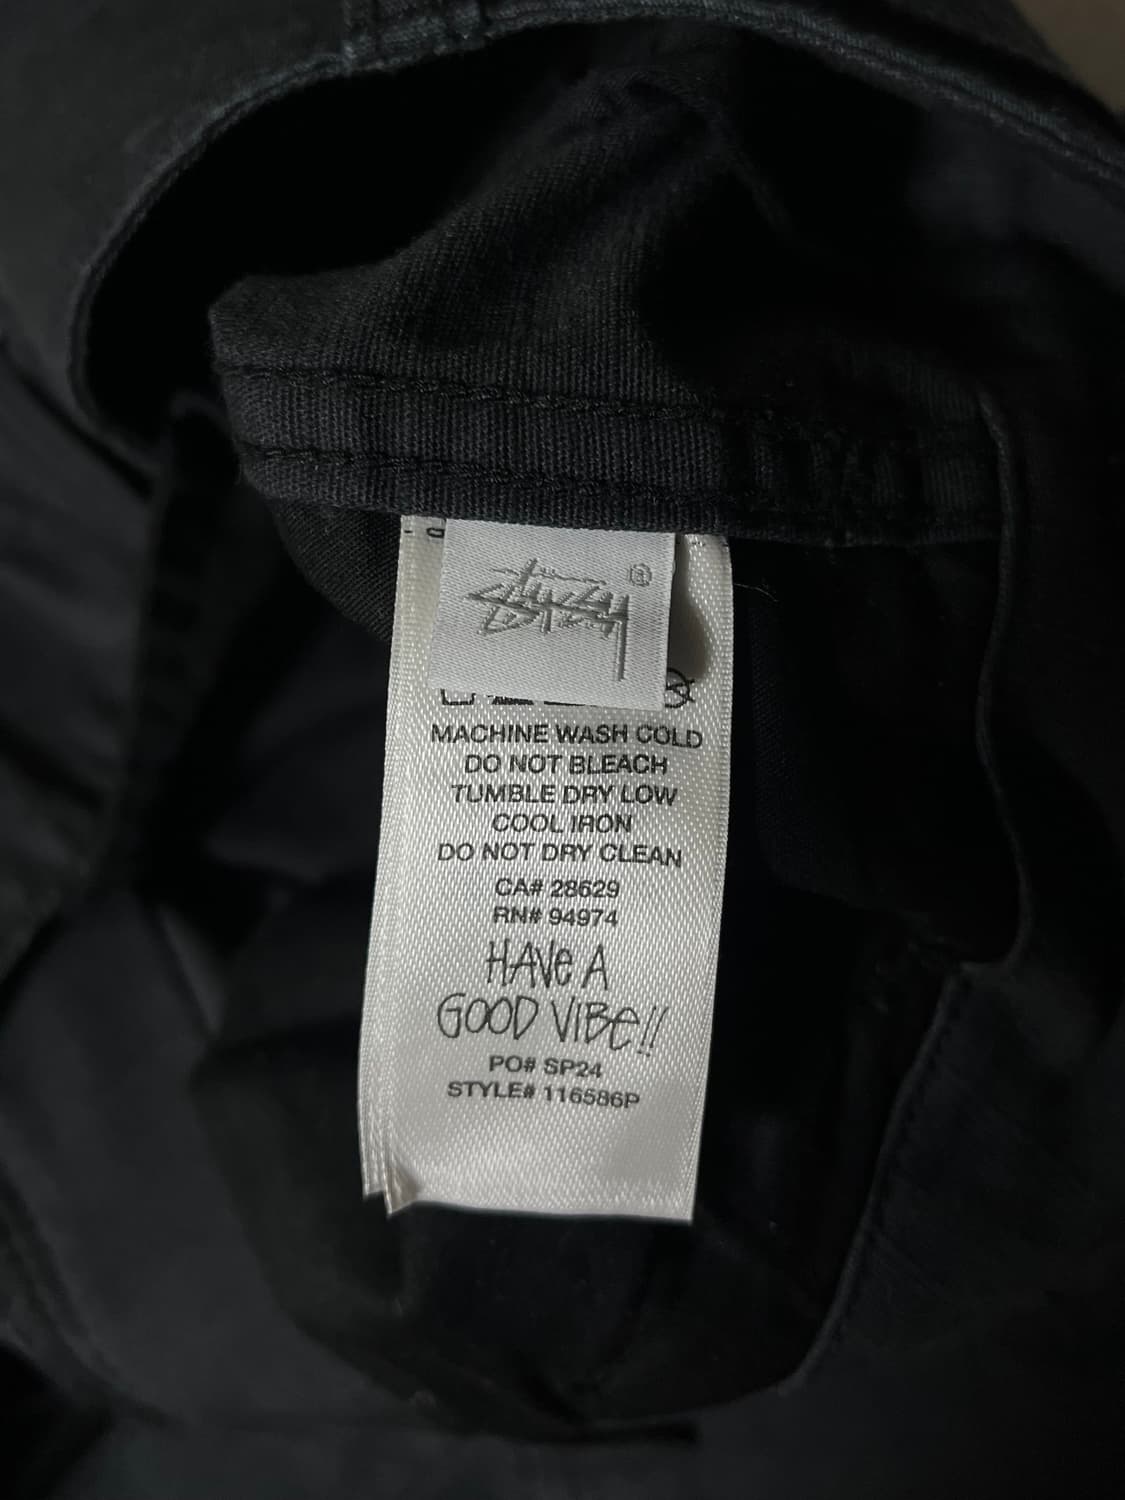 STUSSY ®
MACHINE WASH COLD
DO NOT BLEACH
TUMBLE DRY LOW
COOL IRON
DO NOT DRY CLEAN
CA# 28629
RN# 94974
HAVE A
GOOD VIBE!!
PO# SP24
STYLE# 116586P